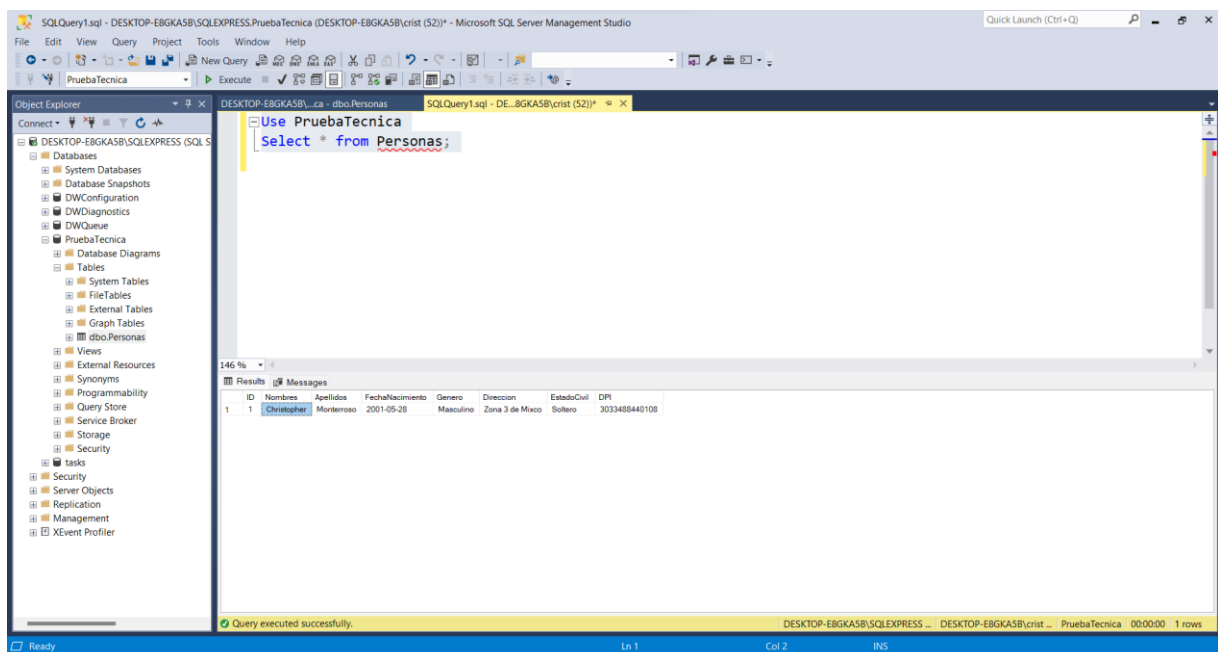 SQLQuery1.sql - DESKTOP-E8GKA5B\SQLEXPRESS.PruebaTecnica (DESKTOP-E8GKA5B\crist (52))* - Microsoft SQL Server Management Studio
Quick Launch (Ctrl+Q)
File Edit View Query Project Tools Window Help
New Query
PruebaTecnica Execute
Object Explorer
DESKTOP-E8GKA5B\...ca - dbo.Personas SQLQuery1.sql - DE...8GKA5B\crist (52))*
Connect
DESKTOP-E8GKA5B\SQLEXPRESS (SQL S
Databases
System Databases
Database Snapshots
DWConfiguration
DWDiagnostics
DWQueue
PruebaTecnica
Database Diagrams
Tables
System Tables
FileTables
External Tables
Graph Tables
dbo.Personas
Views
External Resources
Synonyms
Programmability
Query Store
Service Broker
Storage
Security
tasks
Security
Server Objects
Replication
Management
XEvent Profiler
Use PruebaTecnica
Select * from Personas;
146 %
Results Messages
ID Nombres Apellidos FechaNacimiento Genero Direccion EstadoCivil DPI
1 1 Christopher Monterroso 2001-05-28 Masculino Zona 3 de Mixco Soltero 3033488440108
Query executed successfully.
DESKTOP-E8GKA5B\SQLEXPRESS ... DESKTOP-E8GKA5B\crist ... PruebaTecnica 00:00:00 1 rows
Ready Ln 1 Col 2 INS